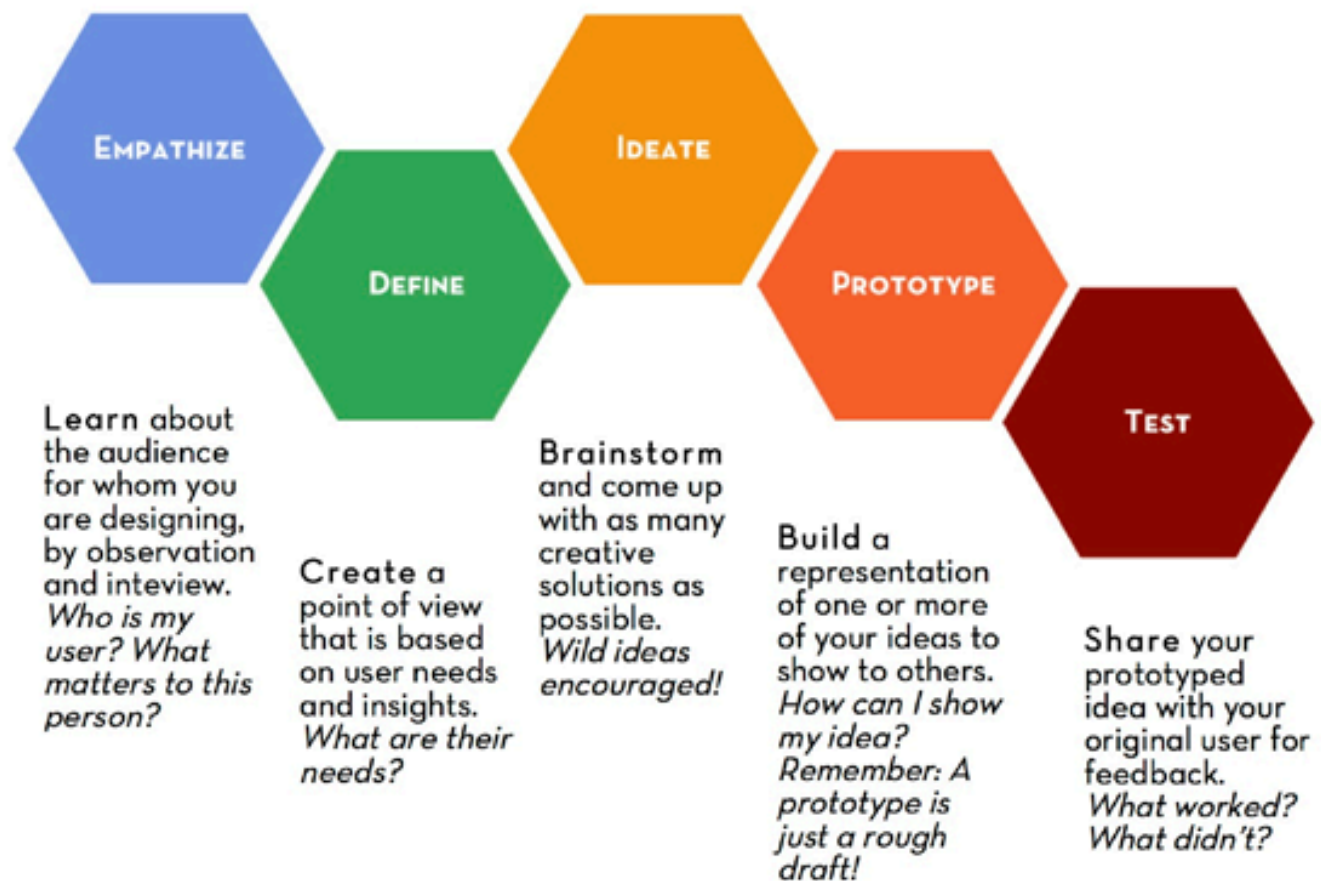 EMPATHIZE
Learn about
the audience
for whom you
are designing,
by observation
and inteview.
Who is my
user? What
matters to this
person?
DEFINE
Create a
point of view
that is based
on user needs
and insights.
What are their
needs?
IDEATE
Brainstorm
and come up
with as many
creative
solutions as
possible.
Wild ideas
encouraged!
PROTOTYPE
Build a
representation
of one or more
of your ideas to
show to others.
How can I show
my idea?
Remember: A
prototype is
just a rough
draft!
TEST
Share your
prototyped
idea with your
original user for
feedback.
What worked?
What didn't?